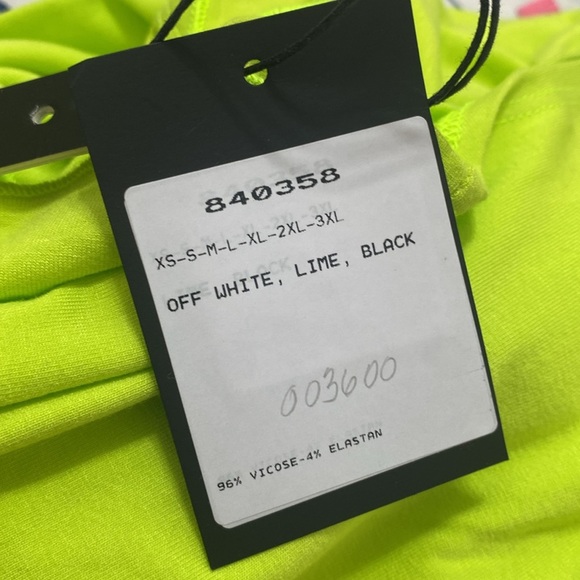 840358
XS-S-M-L-XL-2XL-3XL
OFF WHITE, LIME, BLACK
003600
96% VICOSE-4% ELASTAN